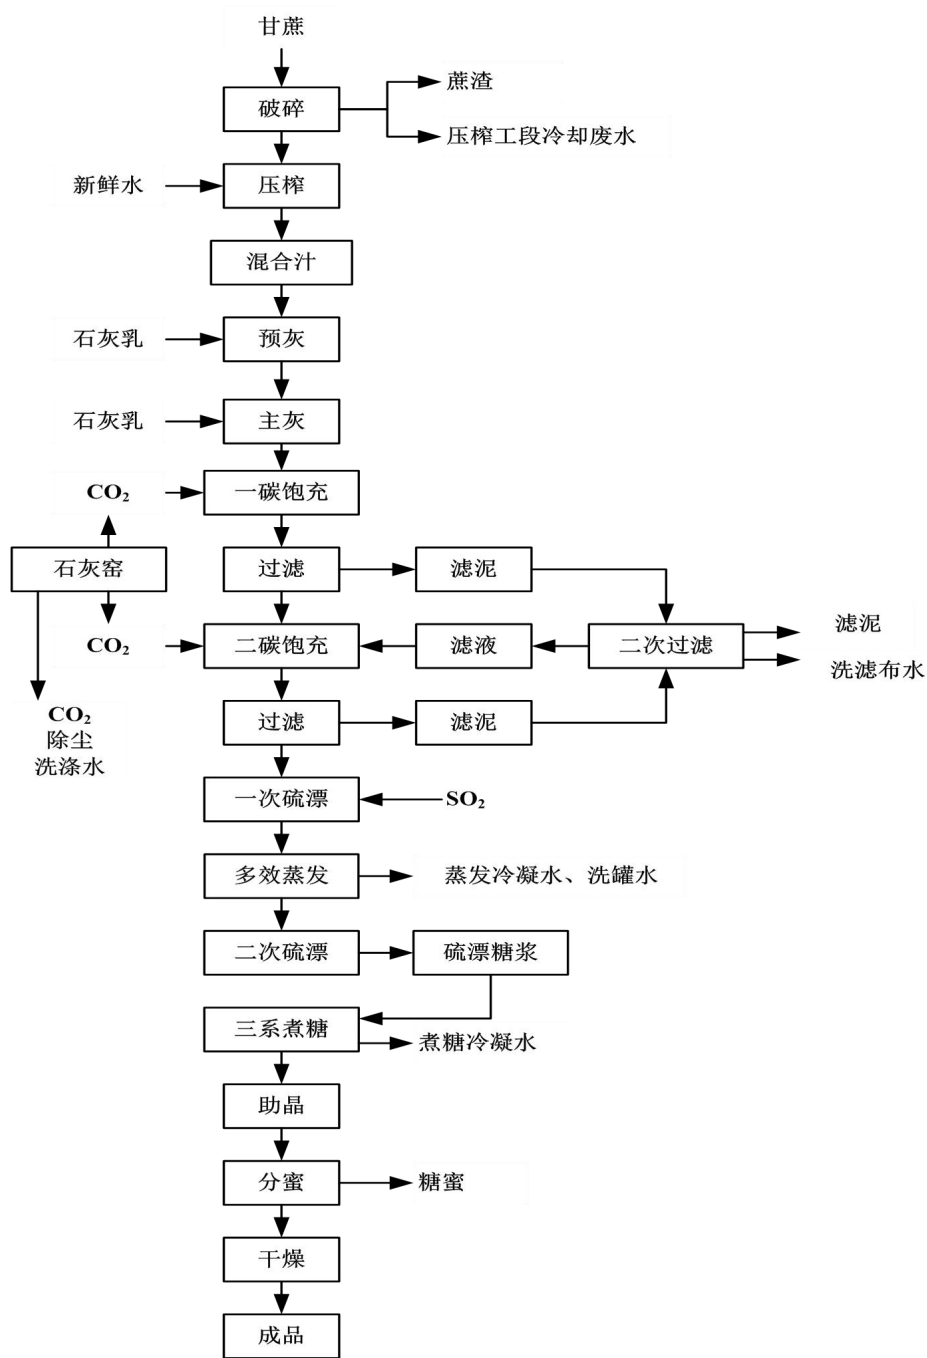 甘蔗
蔗渣
破碎
压榨工段冷却废水
新鲜水
压榨
混合汁
石灰乳
预灰
石灰乳
主灰
CO₂
一碳饱充
石灰窑
过滤
滤泥
滤泥
CO₂
二碳饱充
滤液
二次过滤
洗滤布水
CO₂
除尘
洗涤水
过滤
滤泥
一次硫漂
SO₂
多效蒸发
蒸发冷凝水、洗罐水
二次硫漂
硫漂糖浆
三系煮糖
煮糖冷凝水
助晶
分蜜
糖蜜
干燥
成品